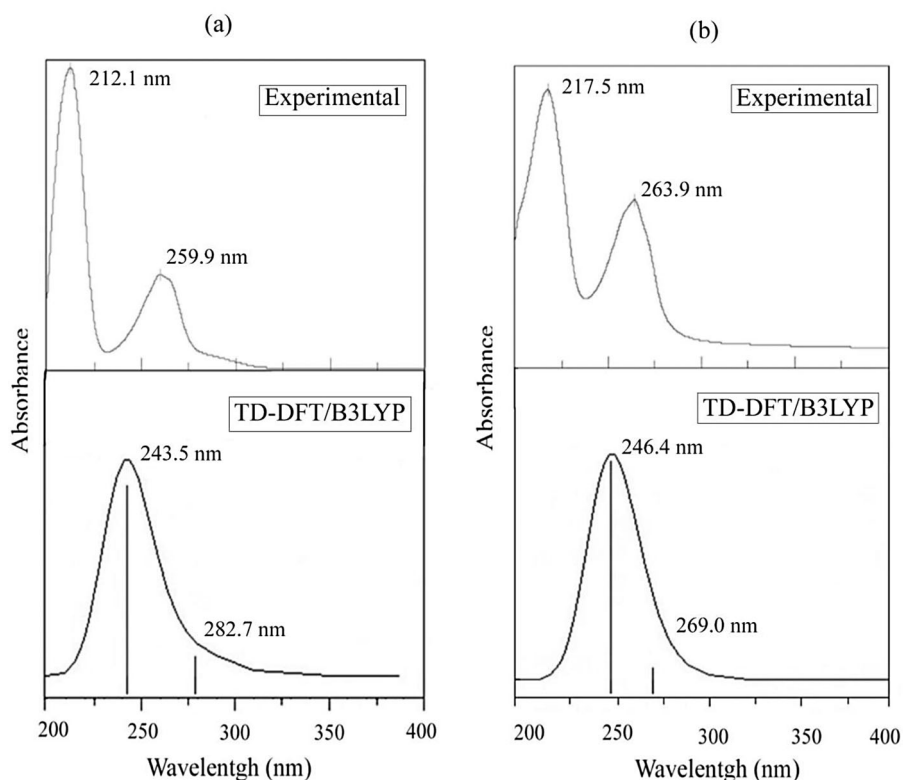 (a)
212.1 nm
Experimental
259.9 nm
TD-DFT/B3LYP
243.5 nm
282.7 nm
Absorbance
200 250 300 350 400
Wavelentgh (nm)
(b)
217.5 nm
Experimental
263.9 nm
TD-DFT/B3LYP
246.4 nm
269.0 nm
Absorbance
200 250 300 350 400
Wavelentgh (nm)